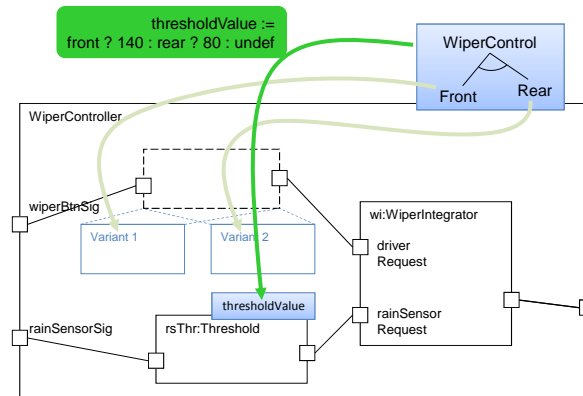 thresholdValue :=
front ? 140 : rear ? 80 : undef
WiperControl
Front
Rear
WiperController
wiperBtnSig
Variant 1
Variant 2
wi:WiperIntegrator
driver
Request
thresholdValue
rainSensor
Request
rainSensorSig
rsThr:Threshold